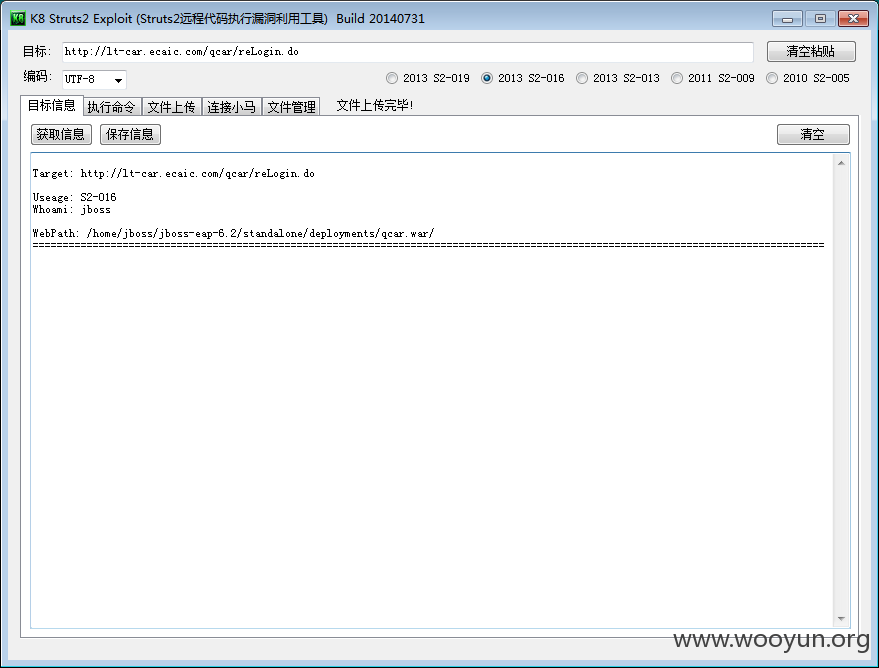 K8 Struts2 Exploit (Struts2远程代码执行漏洞利用工具) Build 20140731
目标: http://lt-car.ecaic.com/qcar/reLogin.do 清空粘贴
编码: UTF-8 2013 S2-019 2013 S2-016 2013 S2-013 2011 S2-009 2010 S2-005
目标信息 执行命令 文件上传 连接小马 文件管理 文件上传完毕!
获取信息 保存信息 清空
Target: http://lt-car.ecaic.com/qcar/reLogin.do
Useage: S2-016
Whoami: jboss
WebPath: /home/jboss/jboss-eap-6.2/standalone/deployments/qcar.war/
====================================================================================================================================
www.wooyun.org